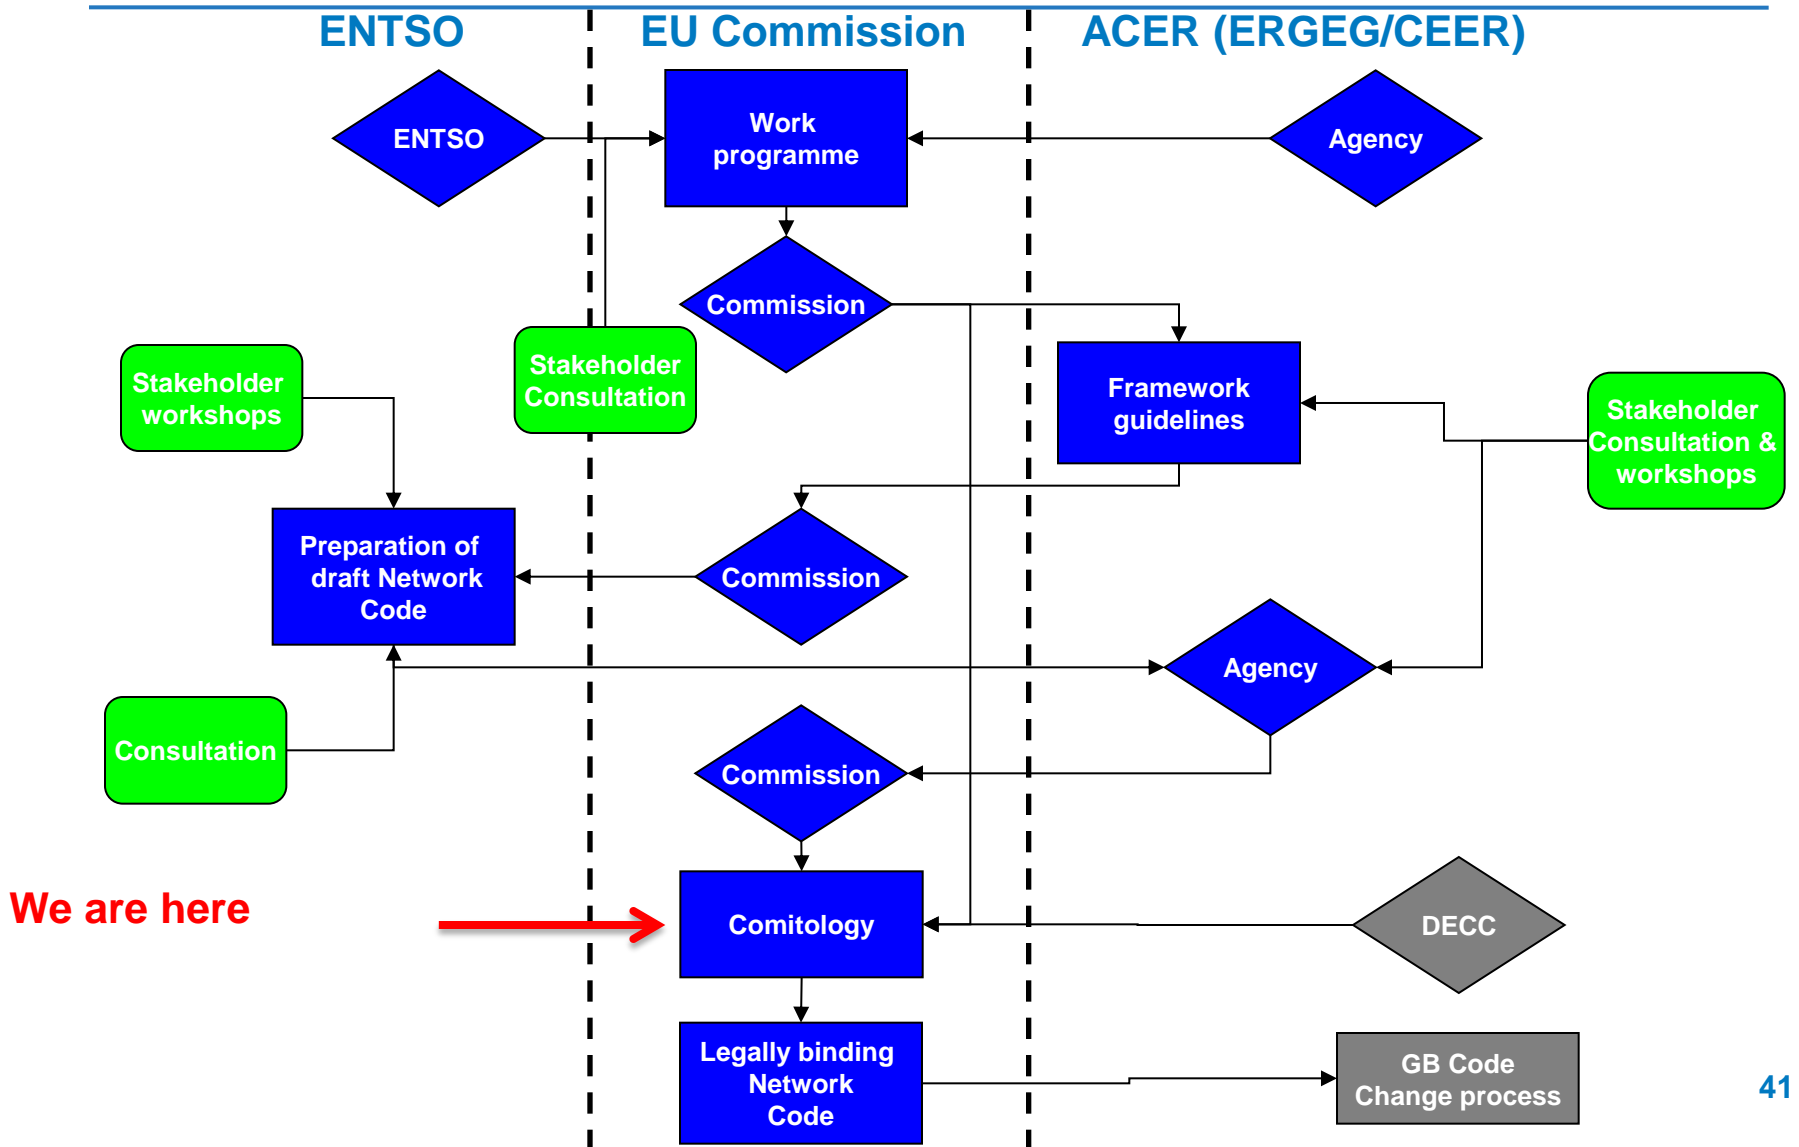 ENTSO
EU Commission
ACER (ERGEG/CEER)
ENTSO
Work
programme
Agency
Commission
Stakeholder
Consultation
Stakeholder
workshops
Framework
guidelines
Stakeholder
Consultation &
workshops
Preparation of
draft Network
Code
Commission
Agency
Consultation
Commission
We are here
Comitology
DECC
Legally binding
Network
Code
GB Code
Change process
41